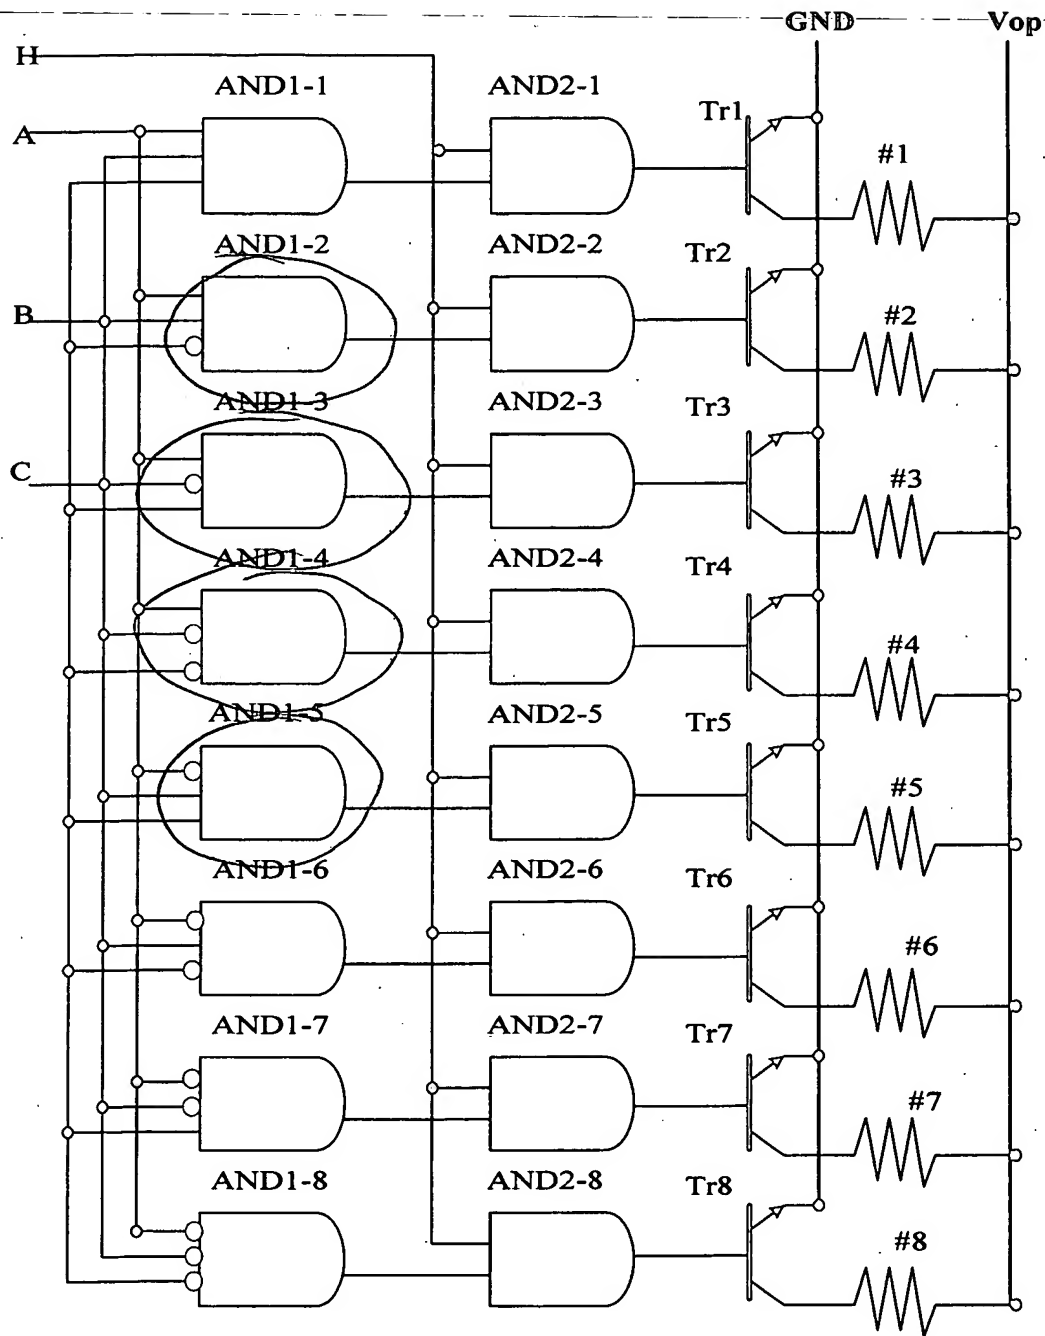 GND Vop
H
AND1-1 AND2-1
Tr1
A
#1
AND1-2 AND2-2 Tr2
B #2
AND1-3 AND2-3 Tr3
C #3
AND1-4 AND2-4 Tr4
#4
AND1-5 AND2-5 Tr5
#5
AND1-6 AND2-6 Tr6
#6
AND1-7 AND2-7 Tr7
#7
AND1-8 AND2-8 Tr8
#8